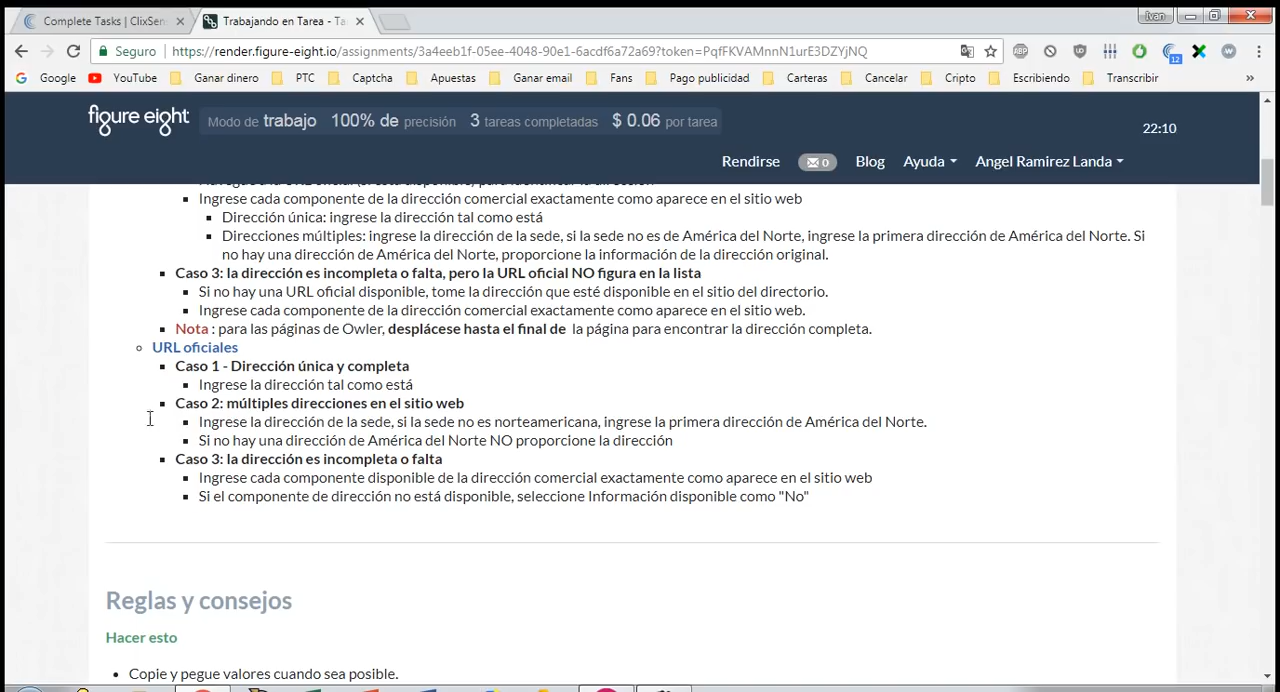 Complete Tasks | ClixSen
Trabajando en Tarea - Ta
Ivan
Seguro https://render.figure-eight.io/assignments/3a4eeb1f-05ee-4048-90e1-6acdf6a72a69?token=PqfFKVAMnnN1urE3DZYjNQ
ABP
12
Google YouTube Ganar dinero PTC Captcha Apuestas Ganar email Fans Pago publicidad Carteras Cancelar Cripto Escribiendo Transcribir »
figure eight Modo de trabajo 100% de precisión 3 tareas completadas $ 0.06 por tarea
22:10
Rendirse 0 Blog Ayuda Angel Ramirez Landa
Ingrese cada componente de la dirección comercial exactamente como aparece en el sitio web
Dirección única: ingrese la dirección tal como está
Direcciones múltiples: ingrese la dirección de la sede, si la sede no es de América del Norte, ingrese la primera dirección de América del Norte. Si
no hay una dirección de América del Norte, proporcione la información de la dirección original.
Caso 3: la dirección es incompleta o falta, pero la URL oficial NO figura en la lista
Si no hay una URL oficial disponible, tome la dirección que esté disponible en el sitio del directorio.
Ingrese cada componente de la dirección comercial exactamente como aparece en el sitio web.
Nota : para las páginas de Owler, desplácese hasta el final de la página para encontrar la dirección completa.
URL oficiales
Caso 1 - Dirección única y completa
Ingrese la dirección tal como está
Caso 2: múltiples direcciones en el sitio web
Ingrese la dirección de la sede, si la sede no es norteamericana, ingrese la primera dirección de América del Norte.
Si no hay una dirección de América del Norte NO proporcione la dirección
Caso 3: la dirección es incompleta o falta
Ingrese cada componente disponible de la dirección comercial exactamente como aparece en el sitio web
Si el componente de dirección no está disponible, seleccione Información disponible como "No"
Reglas y consejos
Hacer esto
Copie y pegue valores cuando sea posible.